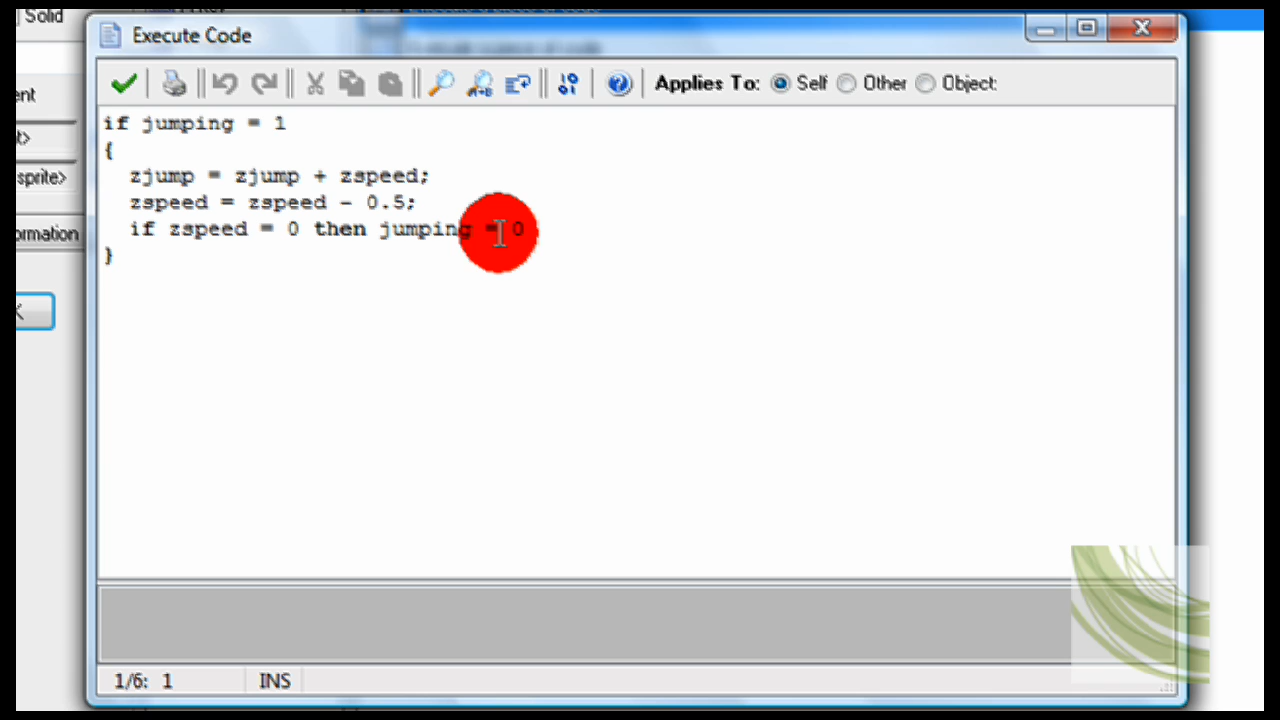 Solid
Execute Code
ent
Applies To: Self Other Object:
t>
sprite>
ormation
if jumping = 1
{
zjump = zjump + zspeed;
zspeed = zspeed - 0.5;
if zspeed = 0 then jumping = 0
}
1/6: 1
INS